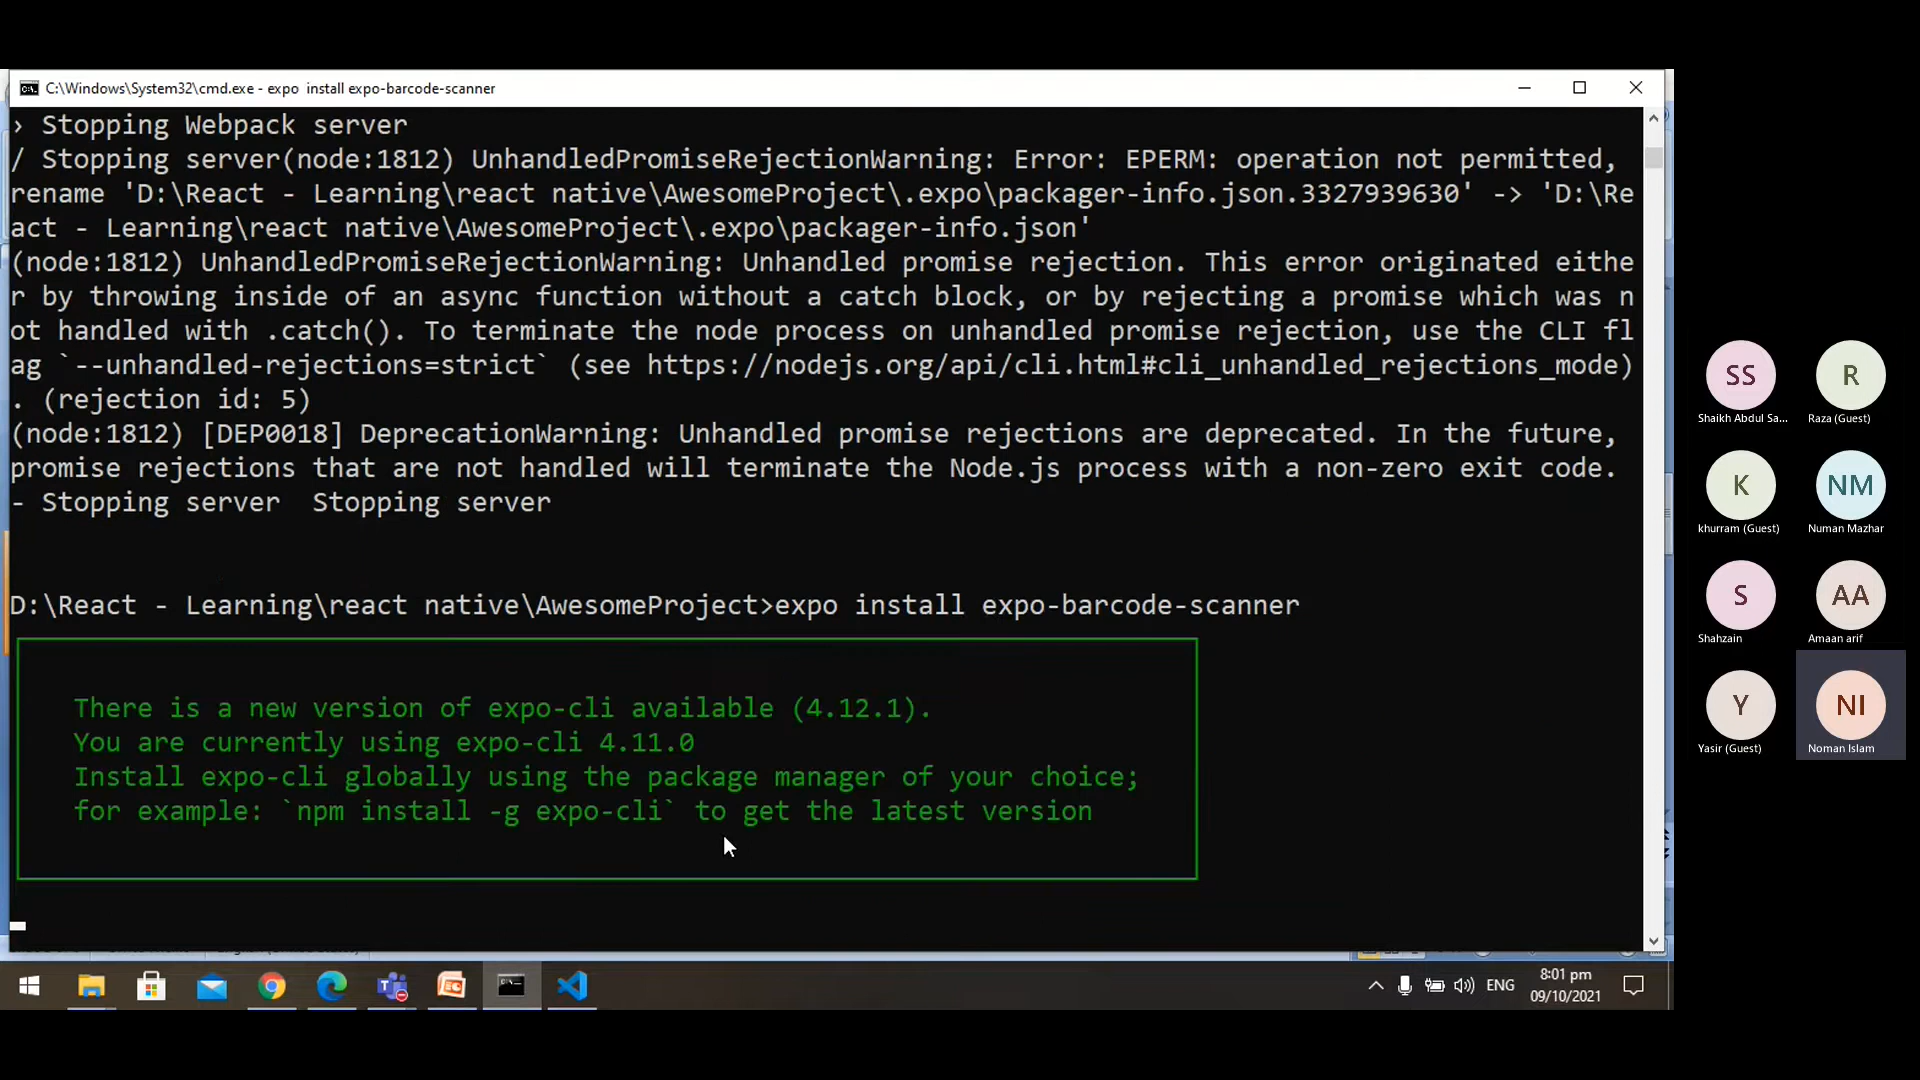 C:\Windows\System32\cmd.exe - expo  install expo-barcode-scanner
› Stopping Webpack server
/ Stopping server(node:1812) UnhandledPromiseRejectionWarning: Error: EPERM: operation not permitted,
rename 'D:\React - Learning\react native\AwesomeProject\.expo\packager-info.json.3327939630' -> 'D:\Re
act - Learning\react native\AwesomeProject\.expo\packager-info.json'
(node:1812) UnhandledPromiseRejectionWarning: Unhandled promise rejection. This error originated eithe
r by throwing inside of an async function without a catch block, or by rejecting a promise which was n
ot handled with .catch(). To terminate the node process on unhandled promise rejection, use the CLI fl
ag `--unhandled-rejections=strict` (see https://nodejs.org/api/cli.html#cli_unhandled_rejections_mode)
. (rejection id: 5)
(node:1812) [DEP0018] DeprecationWarning: Unhandled promise rejections are deprecated. In the future,
promise rejections that are not handled will terminate the Node.js process with a non-zero exit code.
- Stopping server  Stopping server
D:\React - Learning\react native\AwesomeProject>expo install expo-barcode-scanner
There is a new version of expo-cli available (4.12.1).
You are currently using expo-cli 4.11.0
Install expo-cli globally using the package manager of your choice;
for example: `npm install -g expo-cli` to get the latest version
ENG
8:01 pm
09/10/2021
SS
Shaikh Abdul Sa...
R
Raza (Guest)
K
khurram (Guest)
NM
Numan Mazhar
S
Shahzain
AA
Amaan arif
Y
Yasir (Guest)
NI
Noman Islam